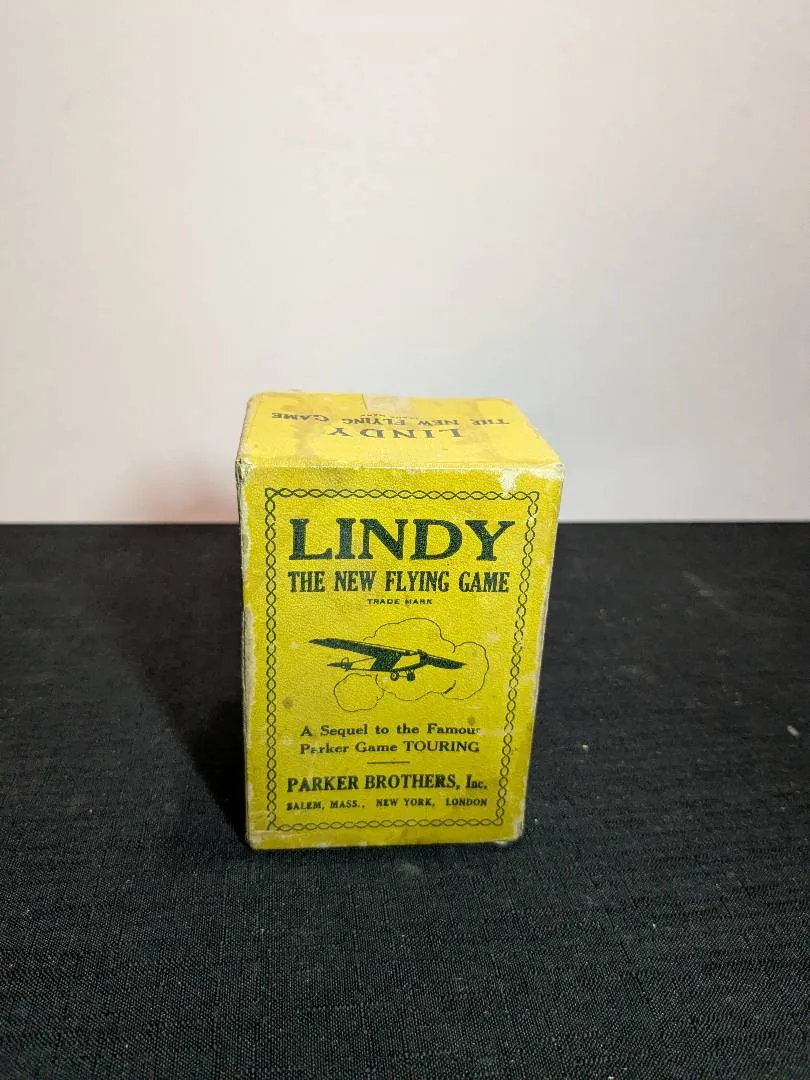 THE NEW FLYING GAME
LINDY
LINDY
THE NEW FLYING GAME
TRADE MARK
A Sequel to the Famous
Parker Game TOURING
PARKER BROTHERS, Inc.
SALEM, MASS., NEW YORK, LONDON